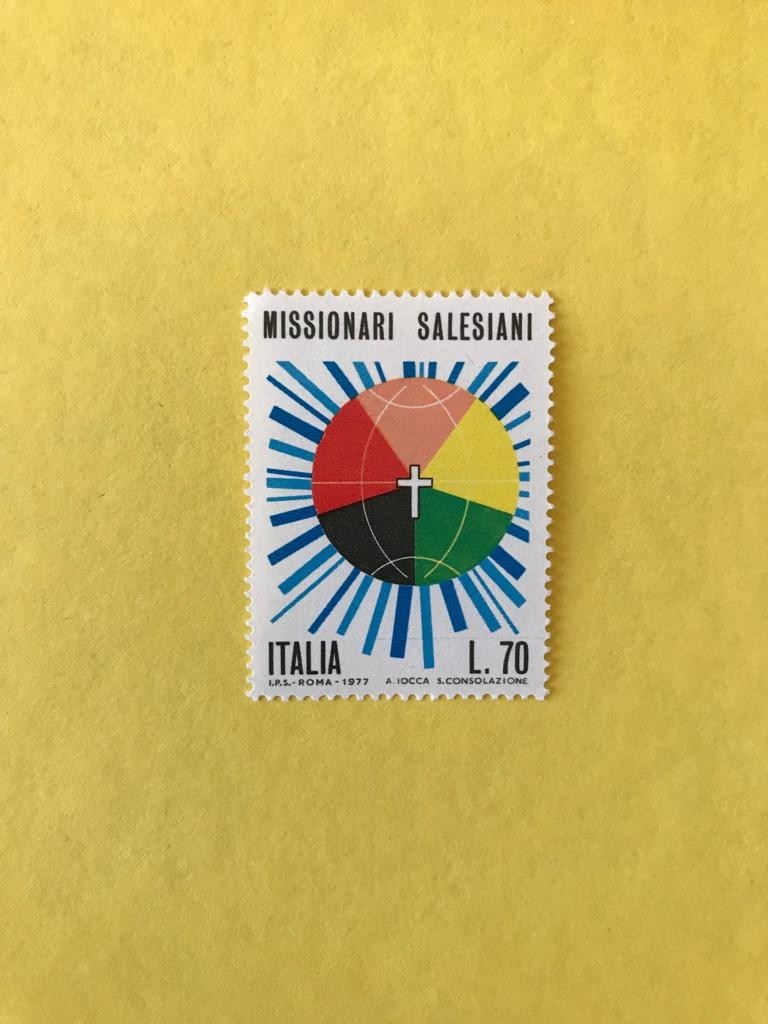 MISSIONARI SALESIANI
ITALIA L. 70
I.P.S.-ROMA-1977 A. IOCCA S. CONSOLAZIONE